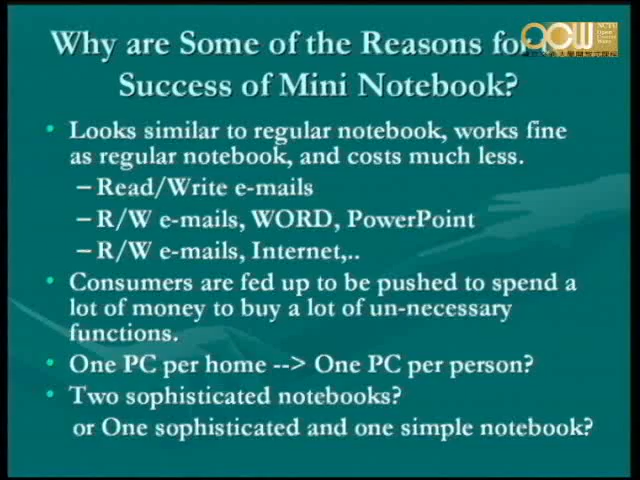 Why are Some of the Reasons for
Success of Mini Notebook?
• Looks similar to regular notebook, works fine
as regular notebook, and costs much less.
– Read/Write e-mails
– R/W e-mails, WORD, PowerPoint
– R/W e-mails, Internet,..
• Consumers are fed up to be pushed to spend a
lot of money to buy a lot of un-necessary
functions.
• One PC per home --> One PC per person?
• Two sophisticated notebooks?
or One sophisticated and one simple notebook?